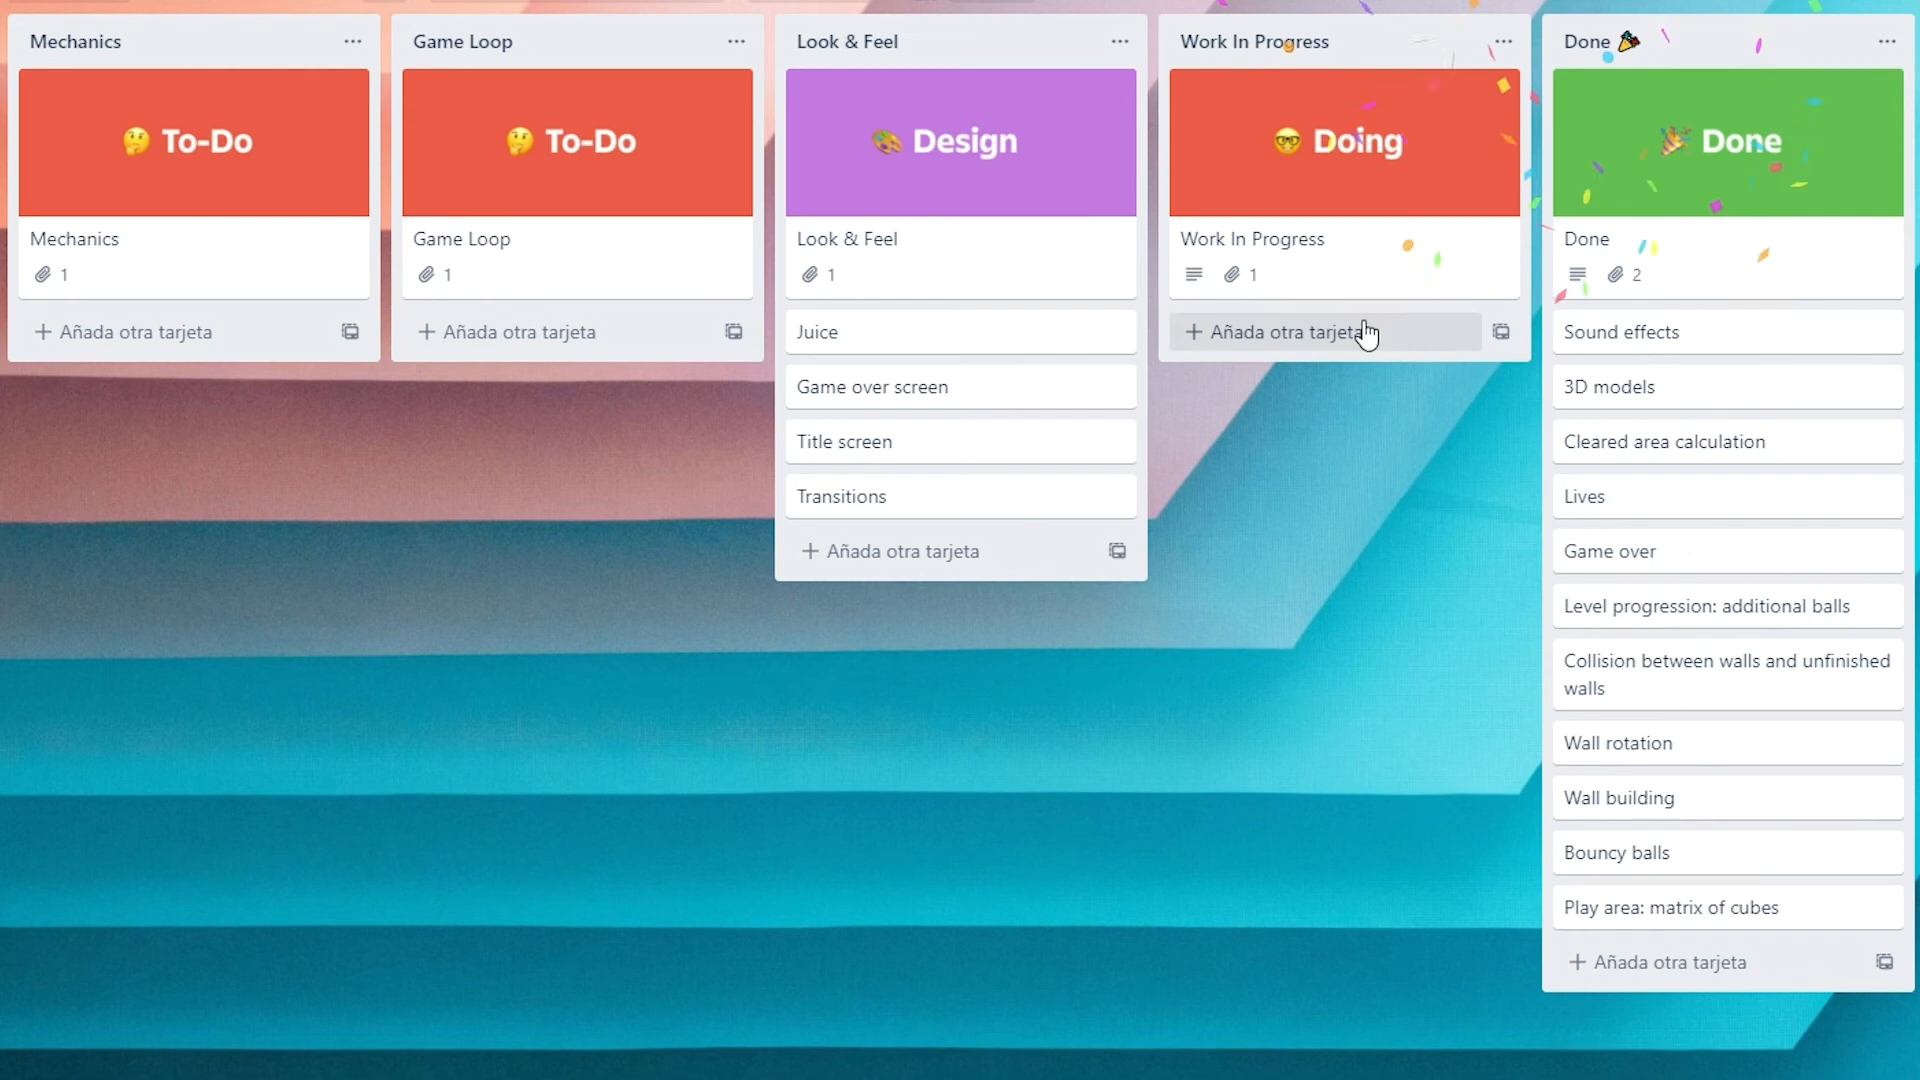 Mechanics
To-Do
Mechanics
1
Añada otra tarjeta
Game Loop
To-Do
Game Loop
1
Añada otra tarjeta
Look & Feel
Design
Look & Feel
1
Juice
Game over screen
Title screen
Transitions
Añada otra tarjeta
Work In Progress
Doing
Work In Progress
1
Añada otra tarjeta
Done
Done
Done
2
Sound effects
3D models
Cleared area calculation
Lives
Game over
Level progression: additional balls
Collision between walls and unfinished
walls
Wall rotation
Wall building
Bouncy balls
Play area: matrix of cubes
Añada otra tarjeta